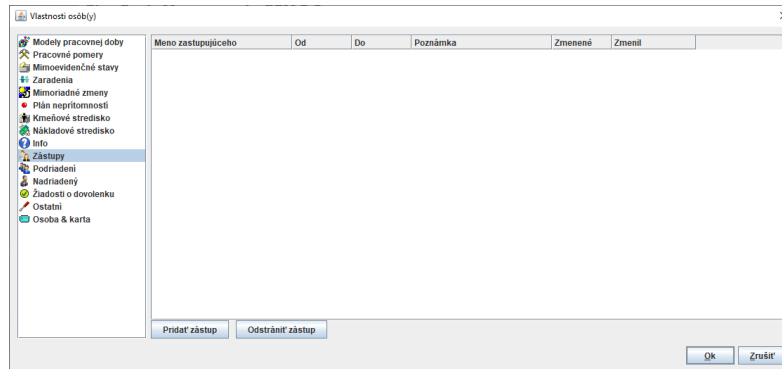 Vlastnosti osôb(y)
Modely pracovnej doby
Pracovné pomery
Mimoevidenčné stavy
Zaradenia
Mimoriadné zmeny
Plán neprítomností
Kmeňové stredisko
Nákladové stredisko
Info
Zástupy
Podriadení
Nadriadený
Žiadosti o dovolenku
Ostatní
Osoba & karta
Meno zastupujúceho Od Do Poznámka Zmenené Zmenil
Pridať zástup Odstrániť zástup
Ok Zrušiť